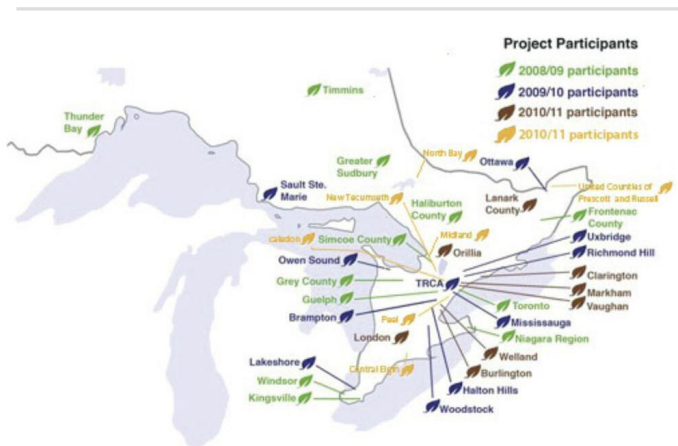 Project Participants
2008/09 participants
2009/10 participants
2010/11 participants
2010/11 participants
Timmins
Thunder
Bay
North Bay
Ottawa
Greater
Sudbury
Sault Ste.
Marie
New Tecumseth
United Counties of
Prescott and Russell
Lanark
County
Haliburton
County
Frontenac
County
caledon
Simcoe County
Midland
Uxbridge
Orillia
Richmond Hill
Owen Sound
Clarington
Grey County
TRCA
Markham
Guelph
Vaughan
Toronto
Brampton
Peel
Mississauga
London
Niagara Region
Welland
Lakeshore
Central Elgin
Burlington
Windsor
Halton Hills
Kingsville
Woodstock